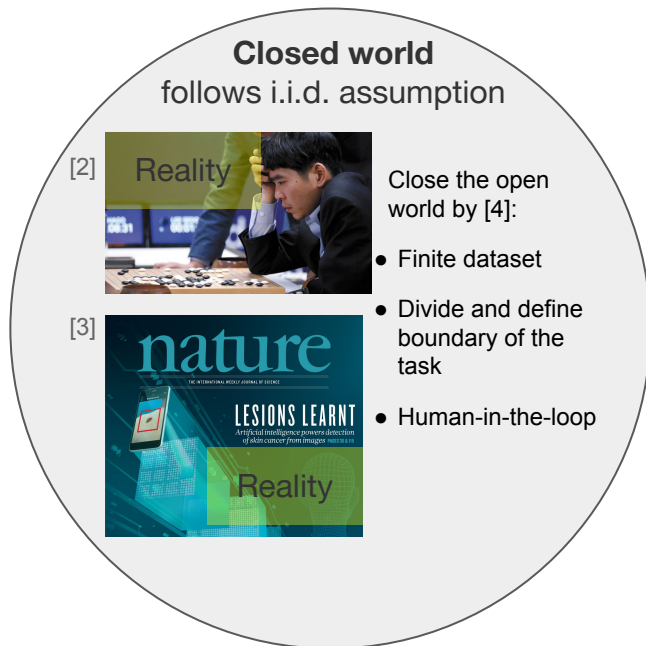 Closed world
follows i.i.d. assumption
[2]
Reality
Close the open
world by [4]:
● Finite dataset
● Divide and define
boundary of the
task
● Human-in-the-loop
[3]
nature
THE INTERNATIONAL WEEKLY JOURNAL OF SCIENCE
LESIONS LEARNT
Artificial intelligence powers detection
of skin cancer from images
Reality